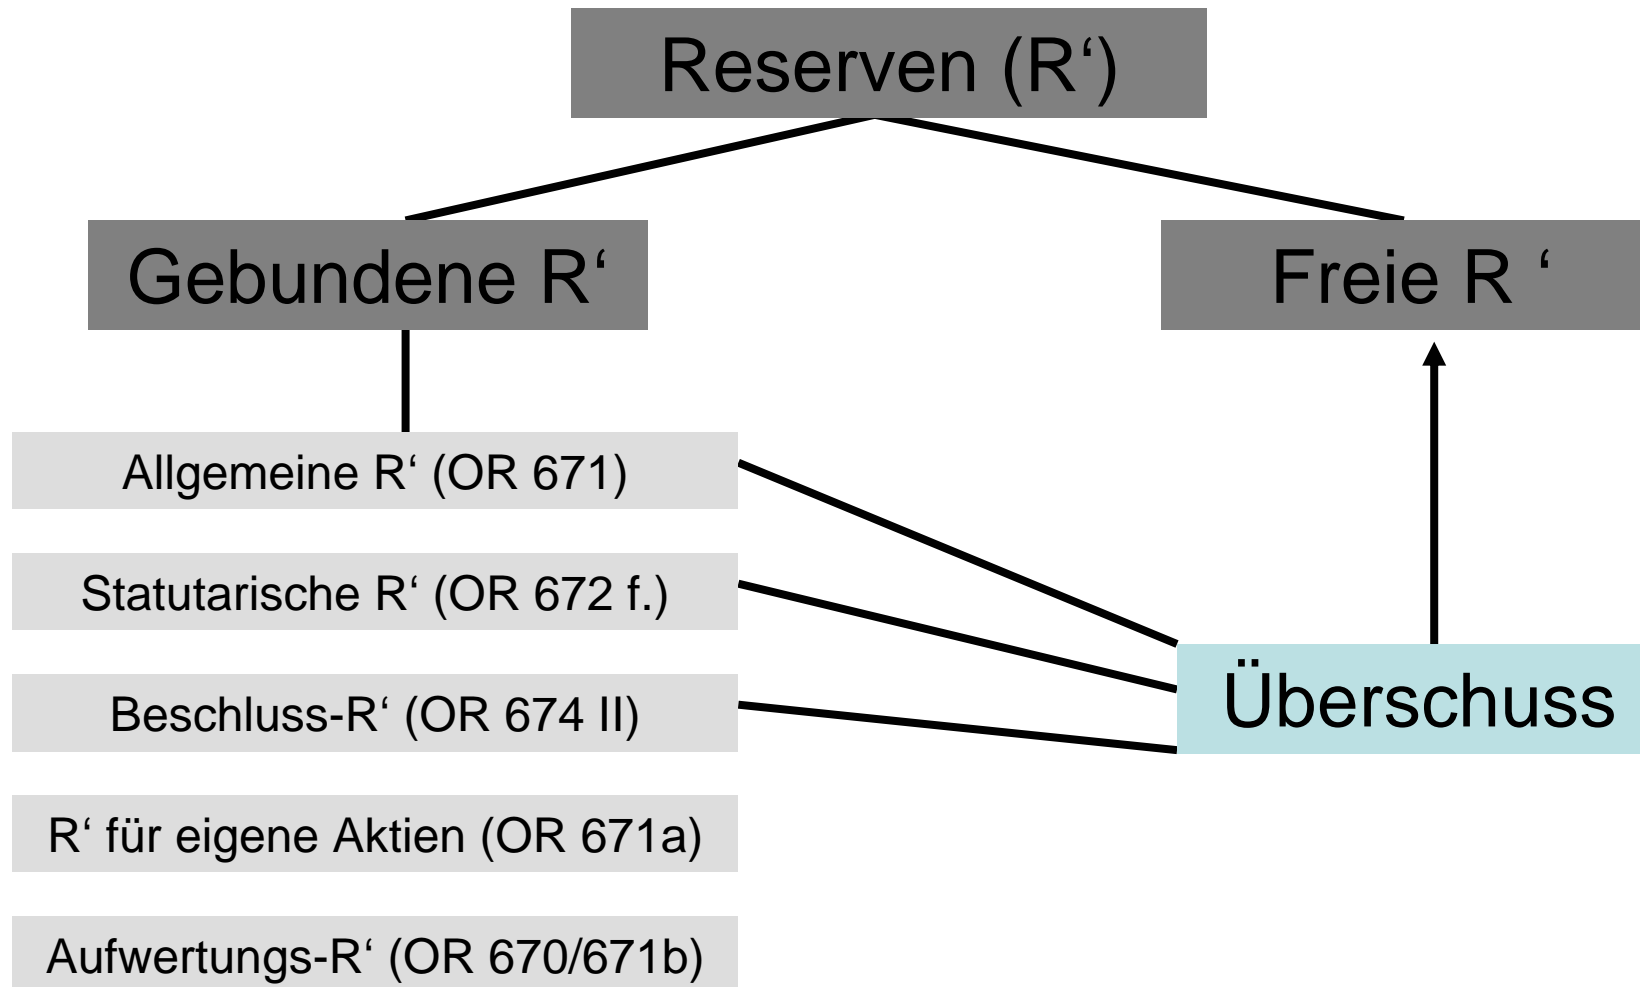 Reserven (R‘)
Gebundene R‘
Freie R ‘
Allgemeine R‘ (OR 671)
Statutarische R‘ (OR 672 f.)
Beschluss-R‘ (OR 674 II)
Überschuss
R‘ für eigene Aktien (OR 671a)
Aufwertungs-R‘ (OR 670/671b)